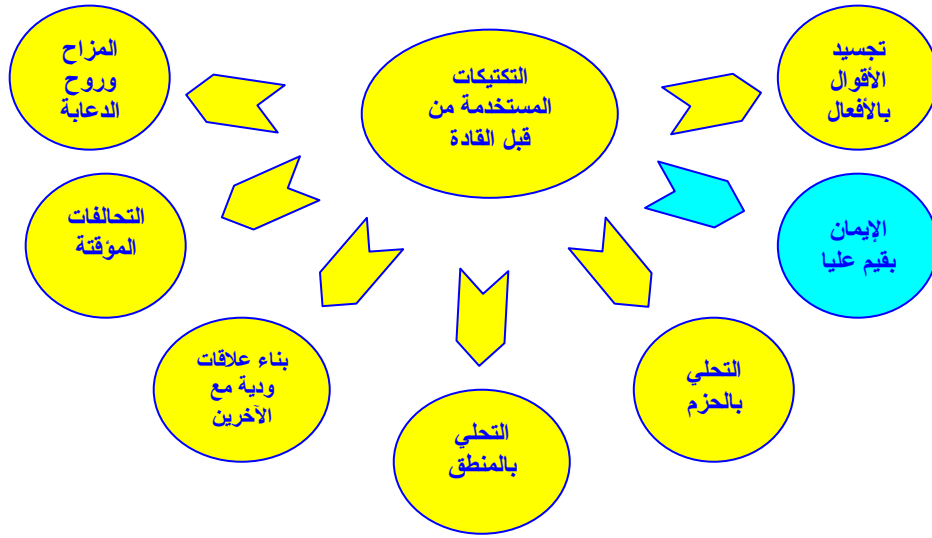 التكتيكات
المستخدمة من
قبل القادة
تجسيد
الأقوال
بالأفعال
الإيمان
بقيم عليا
التحلي
بالحزم
التحلي
بالمنطق
بناء علاقات
ودية مع
الآخرين
التحالفات
المؤقتة
المزاح
وروح
الدعابة